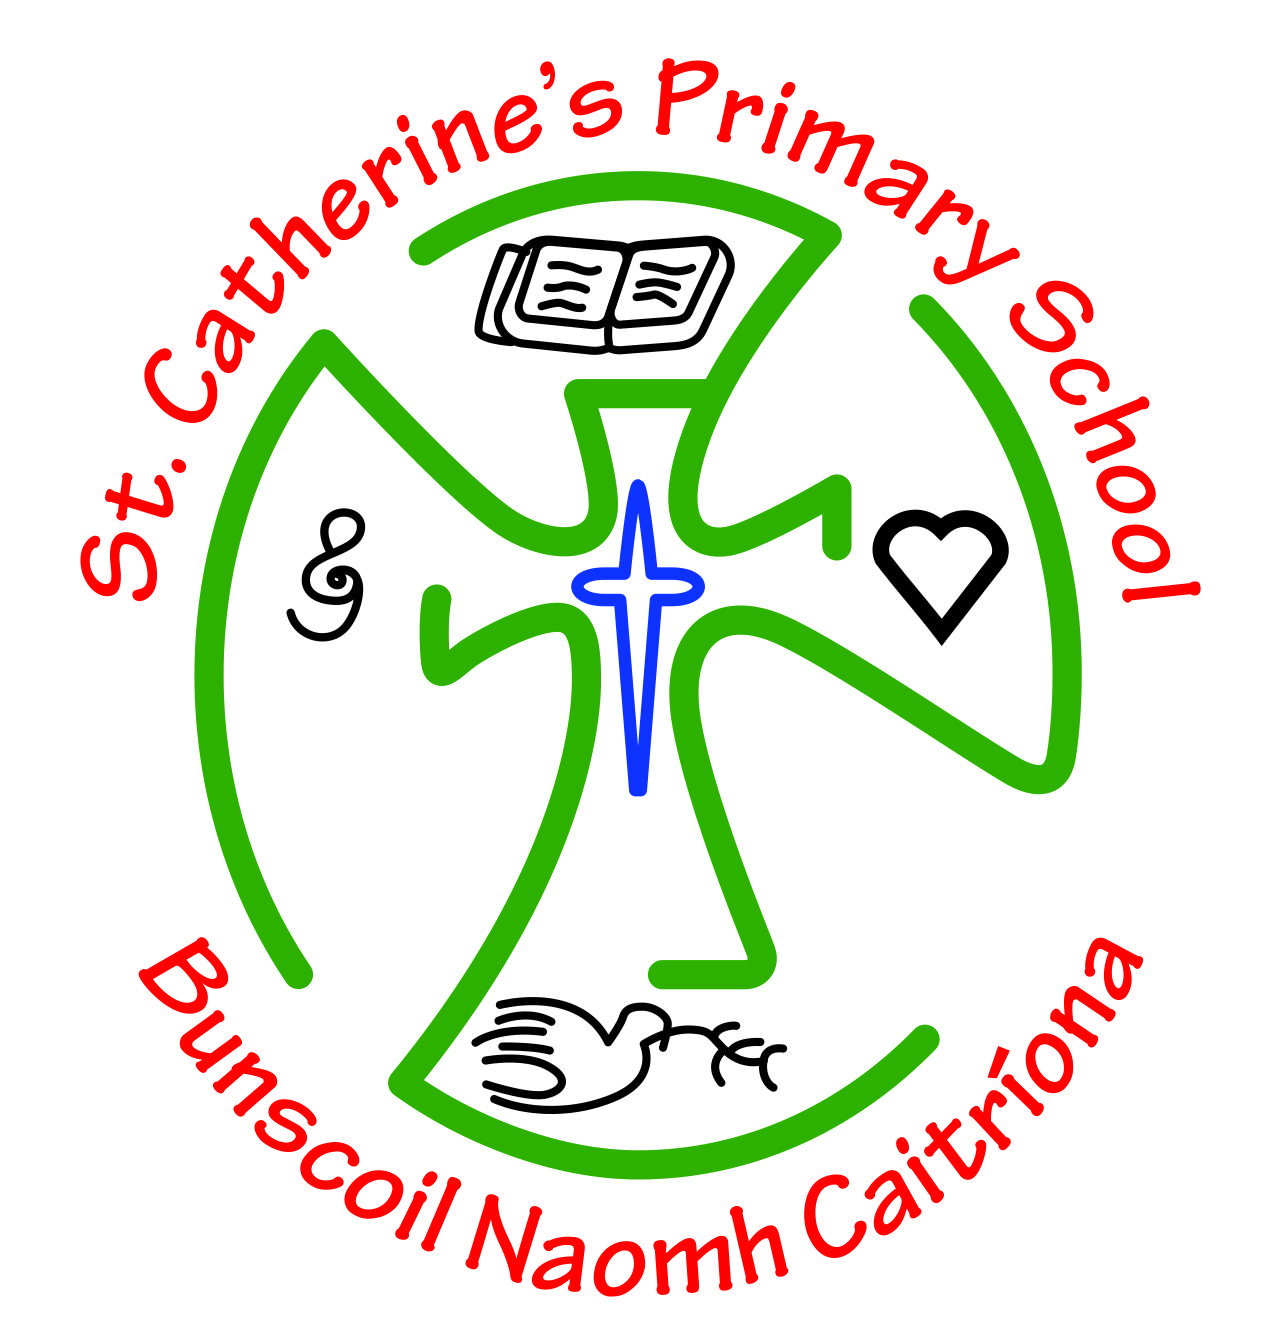 St. Catherine's Primary School
Bunscoil Naomh Caitríona